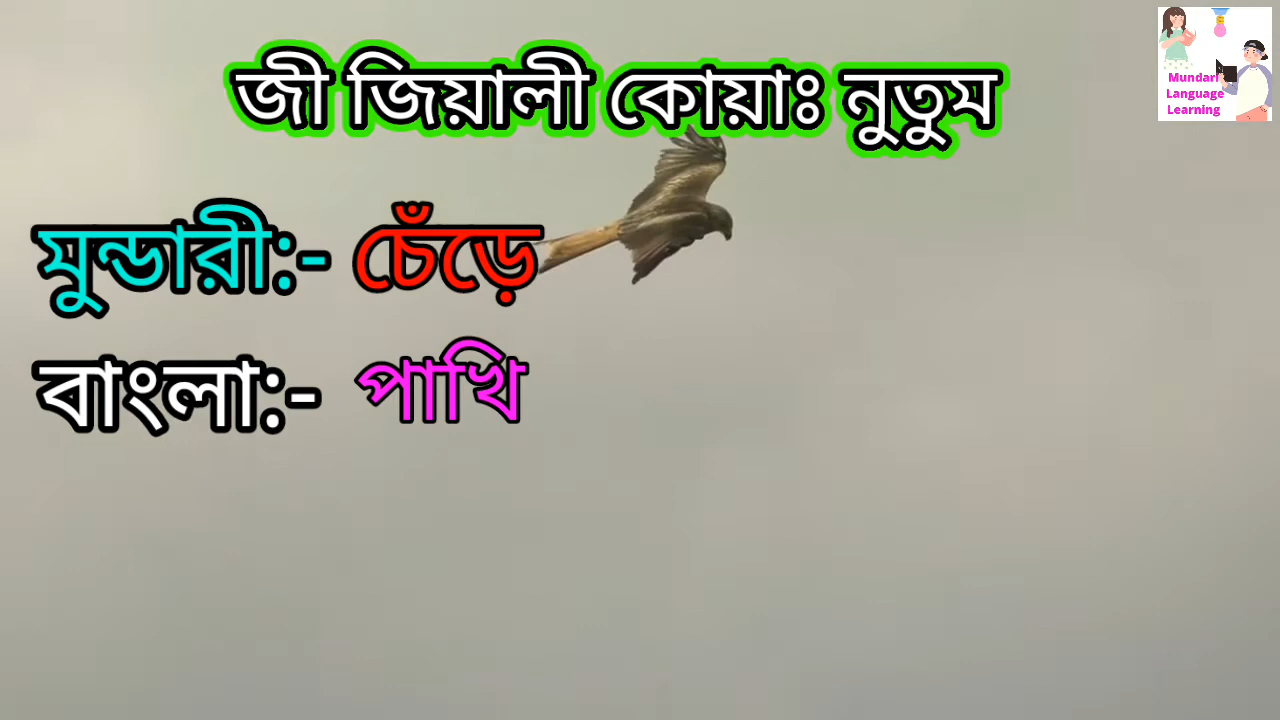 জী জিয়ালী কোয়াঃ নুতুম
মুন্ডারী:- চেঁড়ে
বাংলা:- পাখি
Mundari
Language
Learning